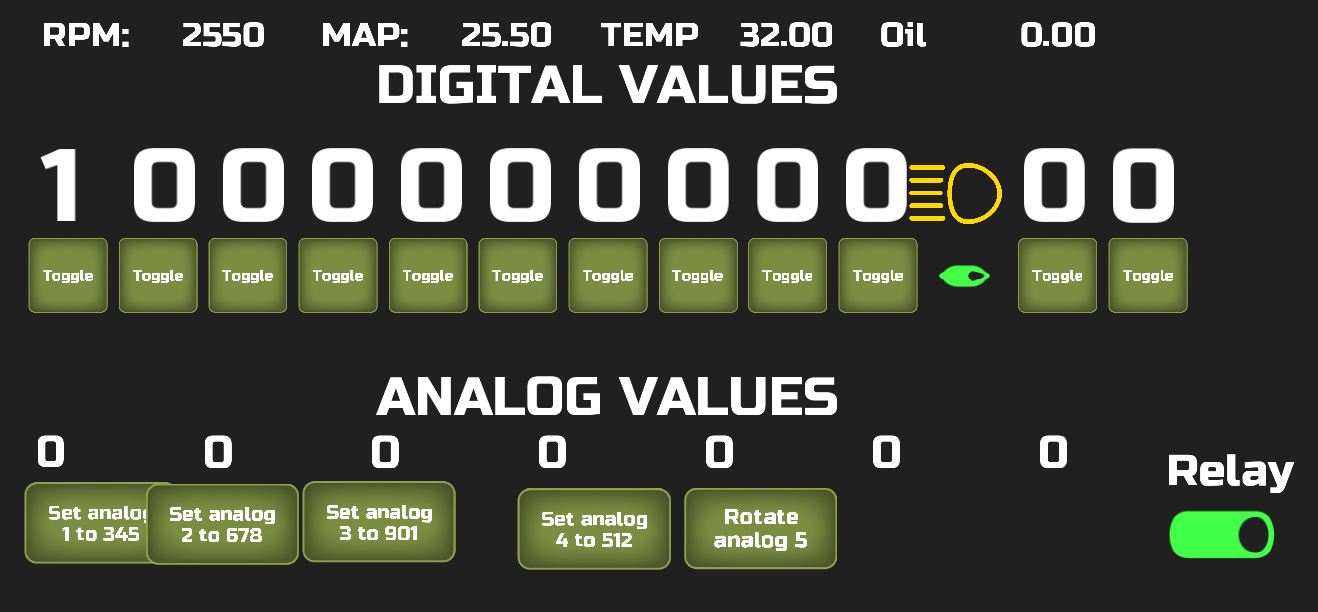 RPM: 2550 MAP: 25.50 TEMP 32.00 Oil 0.00
DIGITAL VALUES
1 0 0 0 0 0 0 0 0 0 0 0
Toggle Toggle Toggle Toggle Toggle Toggle Toggle Toggle Toggle Toggle Toggle Toggle
ANALOG VALUES
0 0 0 0 0 0 0
Relay
Set analog
1 to 345
Set analog
2 to 678
Set analog
3 to 901
Set analog
4 to 512
Rotate
analog 5